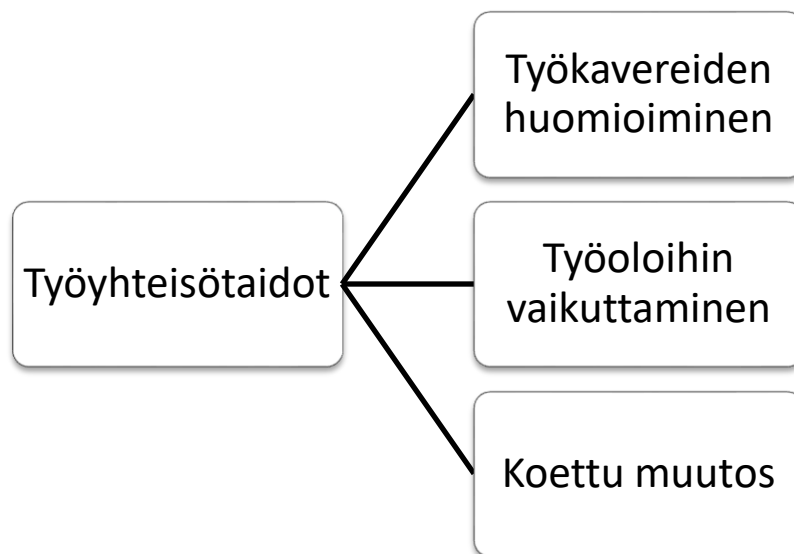 Työkavereiden
huomioiminen
Työyhteisötaidot
Työoloihin
vaikuttaminen
Koettu muutos